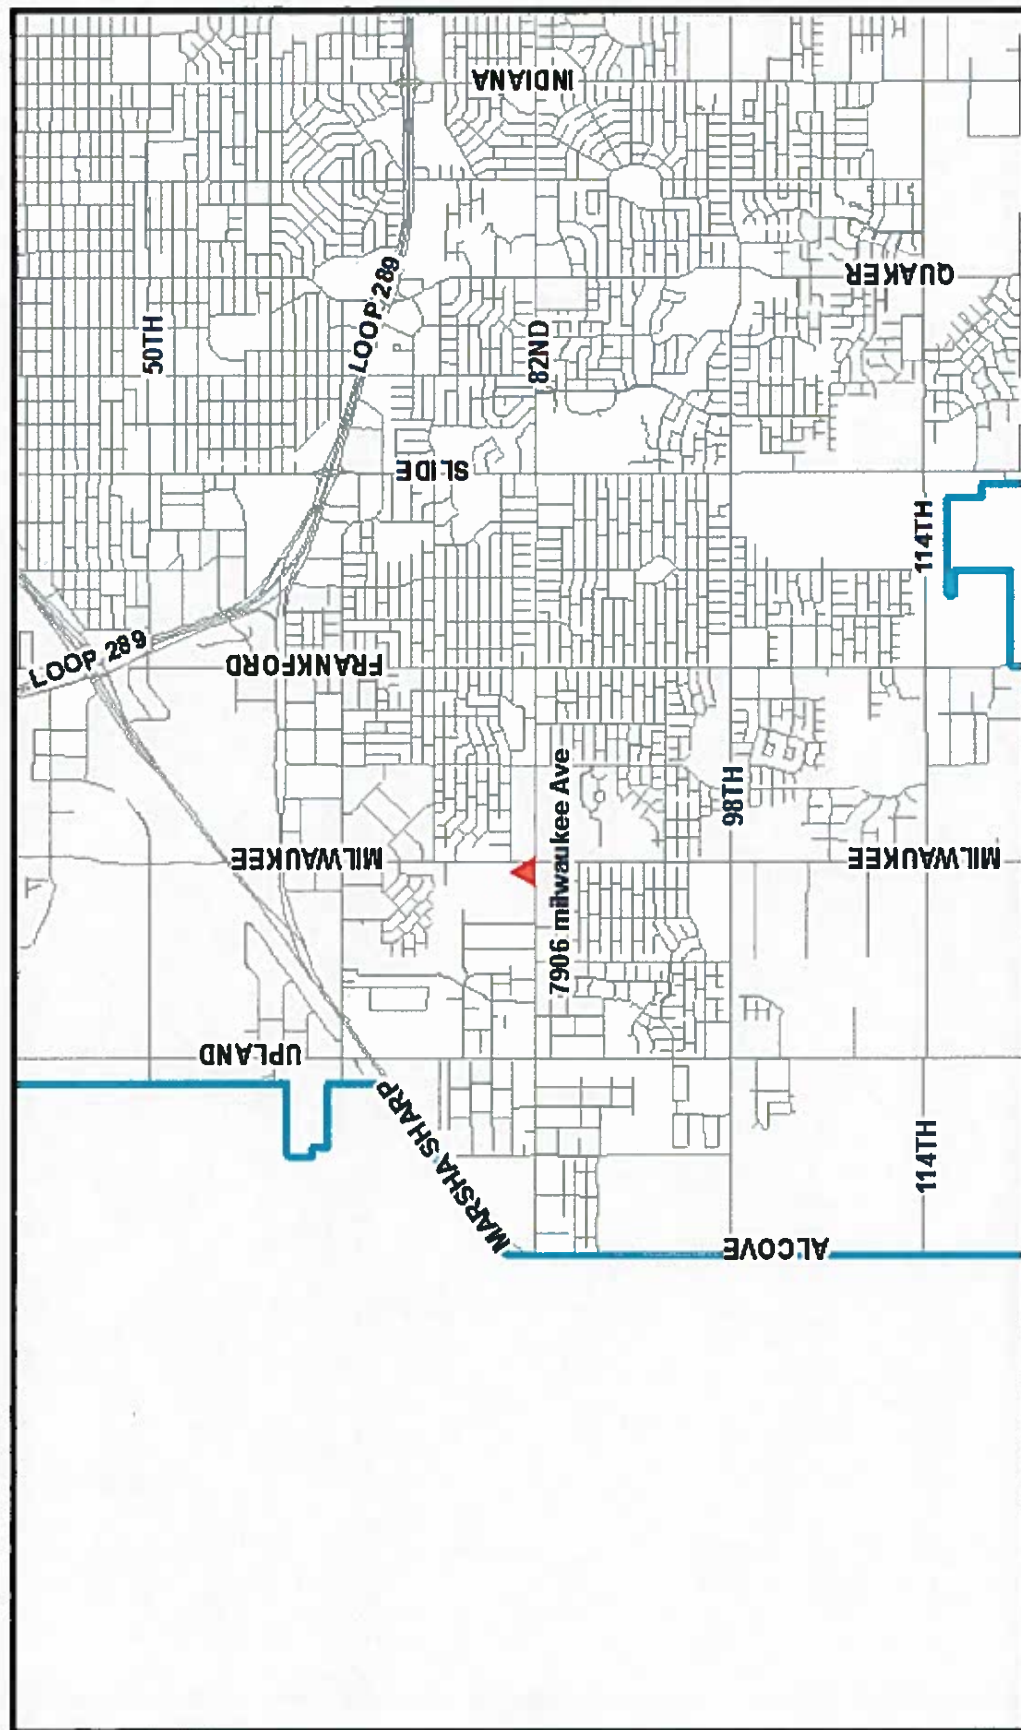 INDIANA
QUAKER
LOOP 289
50TH
82ND
SLIDE
114TH
LOOP 289
FRANKFORD
7906 milwaukee Ave
98TH
MILWAUKEE
MILWAUKEE
UPLAND
MARSHA SHARP
114TH
ALCOVE